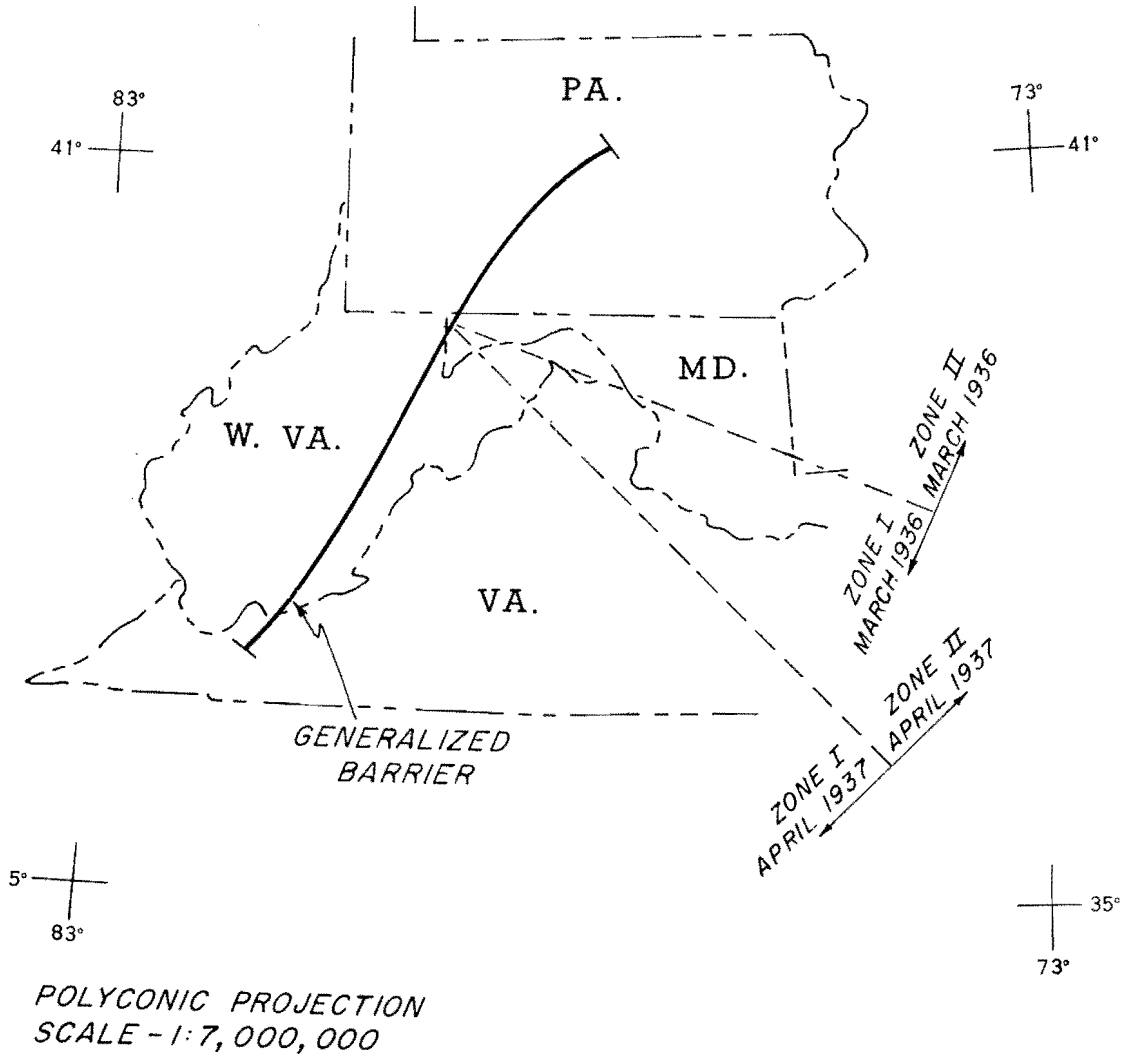 PA.
83°
41°
73°
41°
MD.
W. VA.
ZONE II
MARCH 1936
ZONE I
MARCH 1936
VA.
ZONE II
APRIL 1937
ZONE I
APRIL 1937
GENERALIZED
BARRIER
5°
83°
35°
73°
POLYCONIC PROJECTION
SCALE - 1:7,000,000